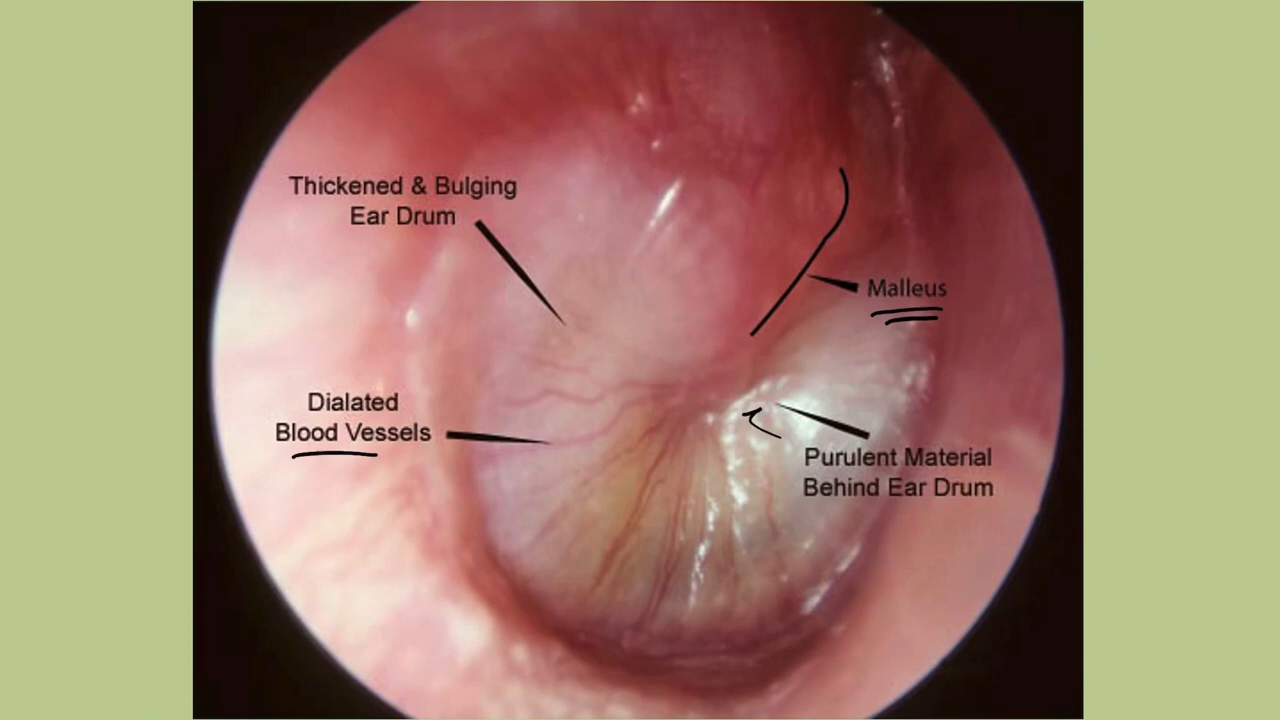 Thickened & Bulging
Ear Drum
Malleus
Dialated
Blood Vessels
Purulent Material
Behind Ear Drum